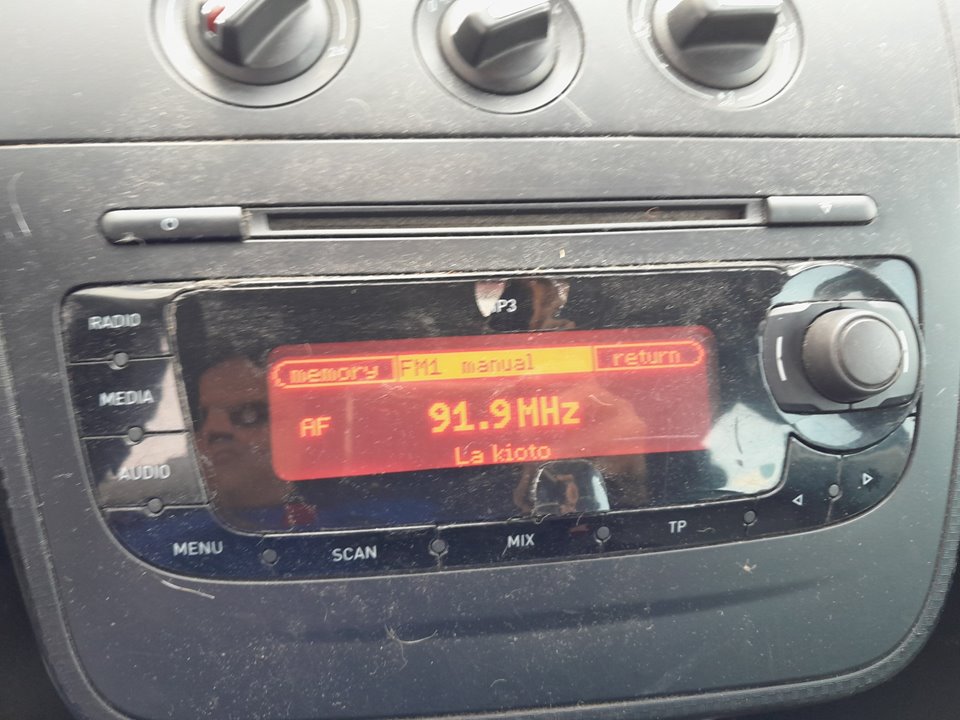 RADIO
MEDIA
AUDIO
MP3
memory FM1 manual return
AF 91.9 MHz
La kioto
MENU SCAN MIX TP